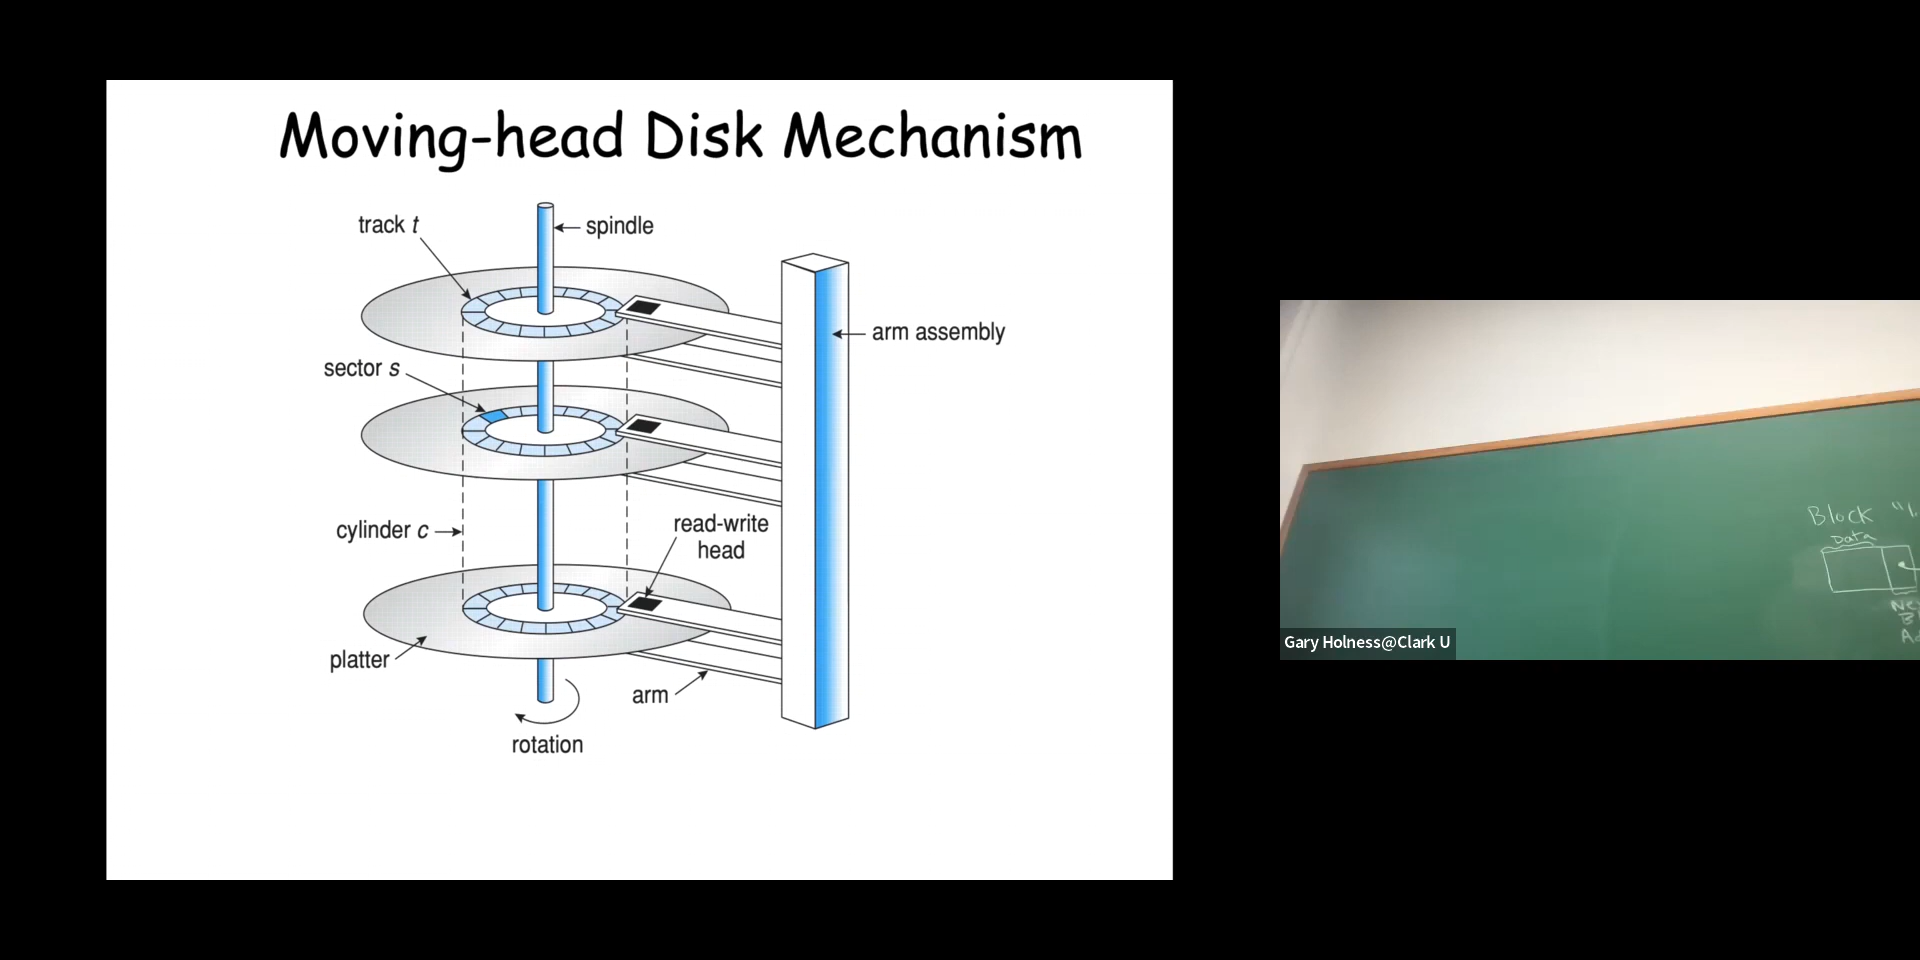 Moving-head Disk Mechanism
track t
spindle
arm assembly
sector s
cylinder c
read-write
head
platter
arm
rotation
Block
Data
Gary Holness@Clark U